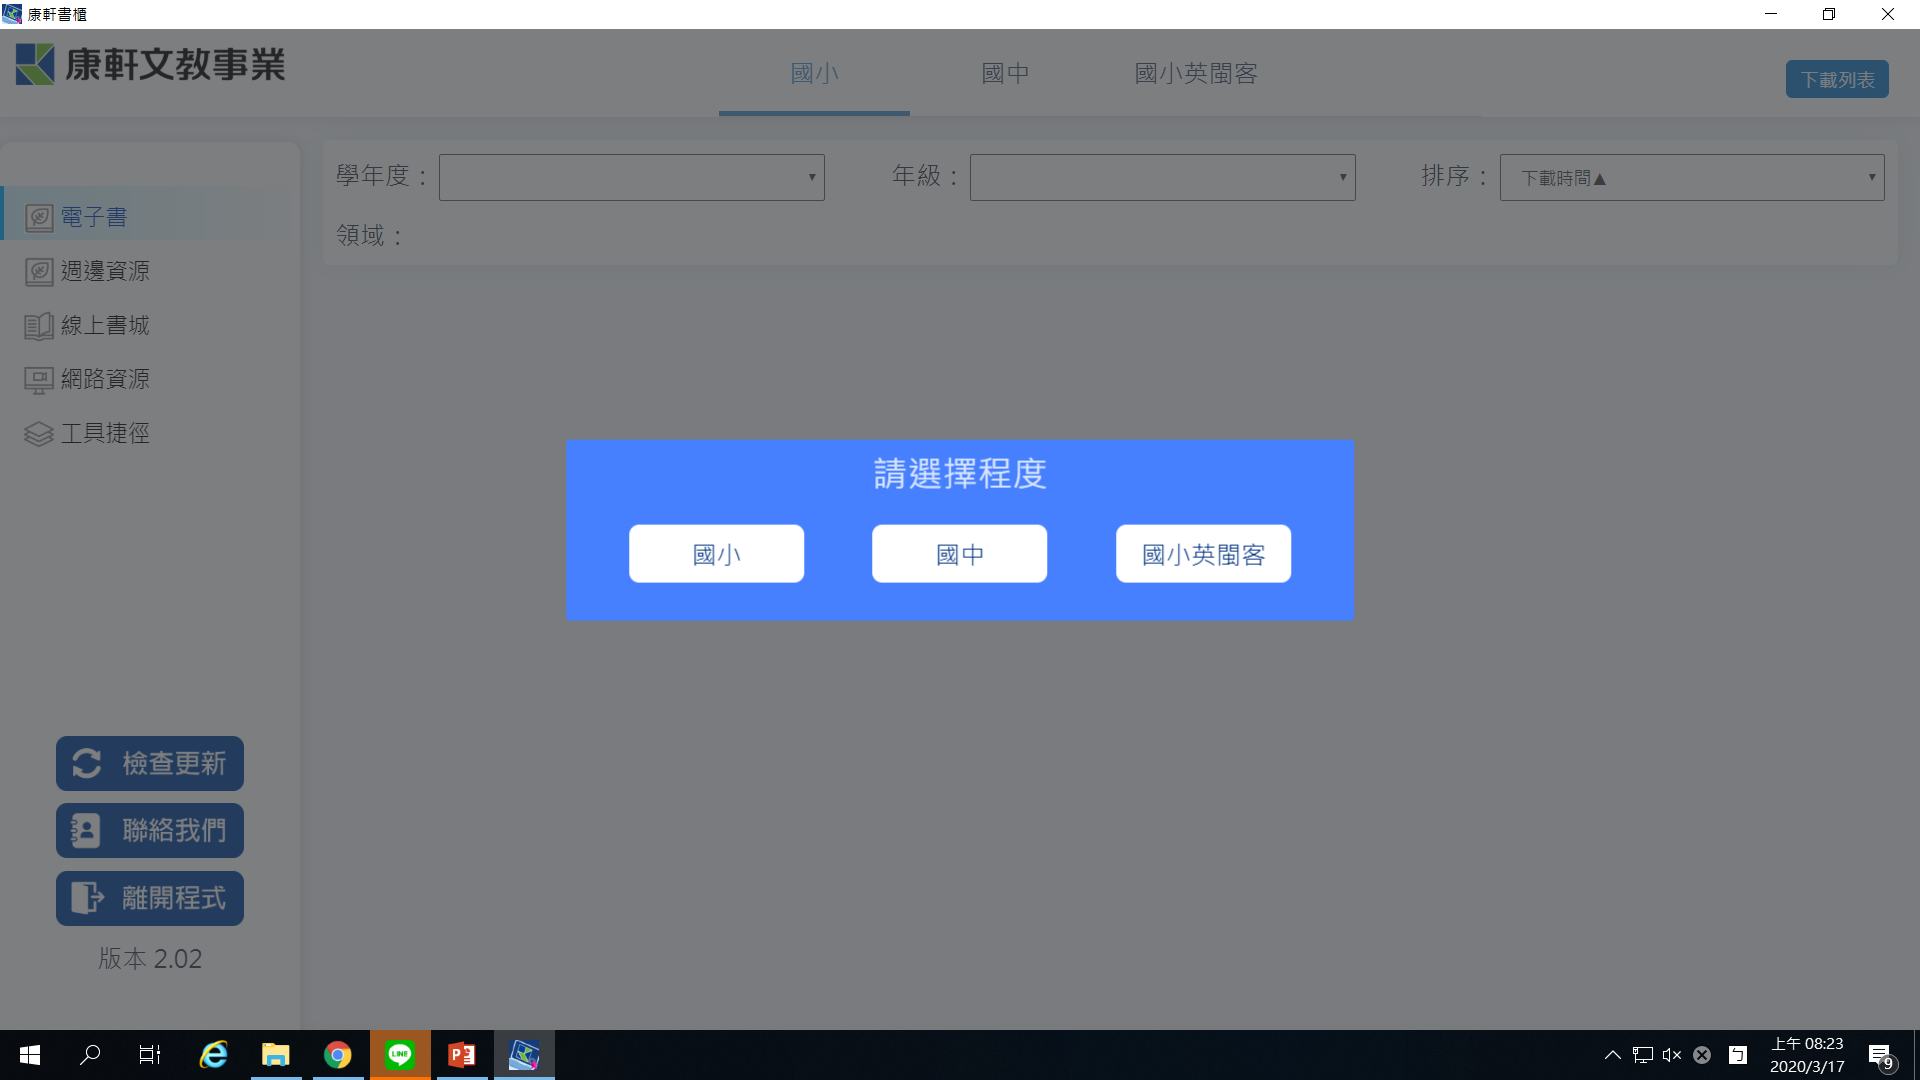 康軒書櫃
康軒文教事業
國小 國中 國小英閩客
下載列表
學年度： 年級： 排序： 下載時間▲
領域：
電子書
週邊資源
線上書城
網路資源
工具捷徑
請選擇程度
國小 國中 國小英閩客
檢查更新
聯絡我們
離開程式
版本 2.02
LINE
上午 08:23
2020/3/17
9